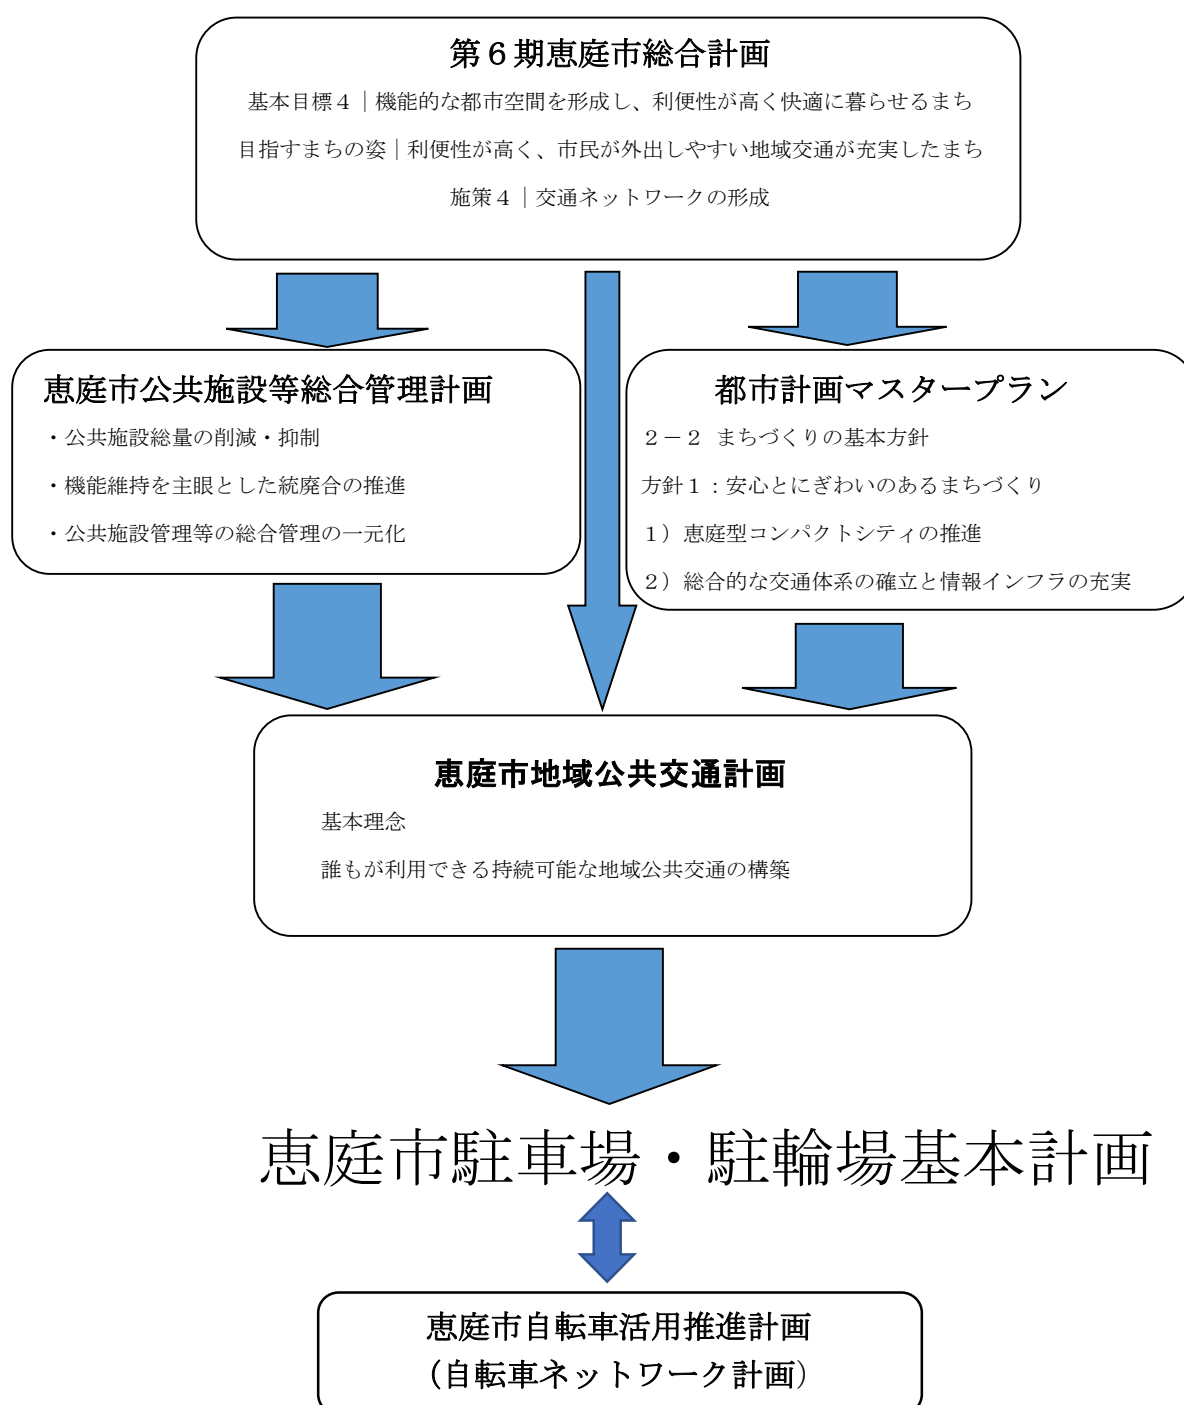 第６期恵庭市総合計画
基本目標４｜機能的な都市空間を形成し、利便性が高く快適に暮らせるまち
目指すまちの姿｜利便性が高く、市民が外出しやすい地域交通が充実したまち
施策４｜交通ネットワークの形成
恵庭市公共施設等総合管理計画
・公共施設総量の削減・抑制
・機能維持を主眼とした統廃合の推進
・公共施設管理等の総合管理の一元化
都市計画マスタープラン
２－２ まちづくりの基本方針
方針１：安心とにぎわいのあるまちづくり
１）恵庭型コンパクトシティの推進
２）総合的な交通体系の確立と情報インフラの充実
恵庭市地域公共交通計画
基本理念
誰もが利用できる持続可能な地域公共交通の構築
恵庭市駐車場・駐輪場基本計画
恵庭市自転車活用推進計画
（自転車ネットワーク計画）